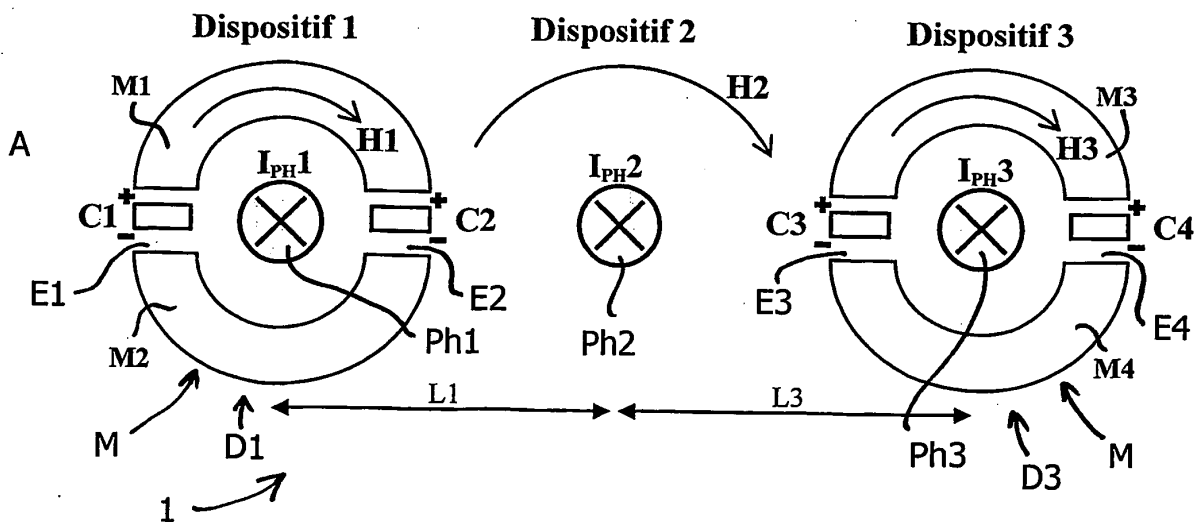 Dispositif 1 Dispositif 2 Dispositif 3
M1 H2 M3
A H1 H3
I_PH1 I_PH2 I_PH3
+ + + +
C1 C2 C3 C4
− − − −
E1 E2 E3 E4
Ph1 Ph2
M2 M4
L1 L3
M D1 Ph3 D3 M
1